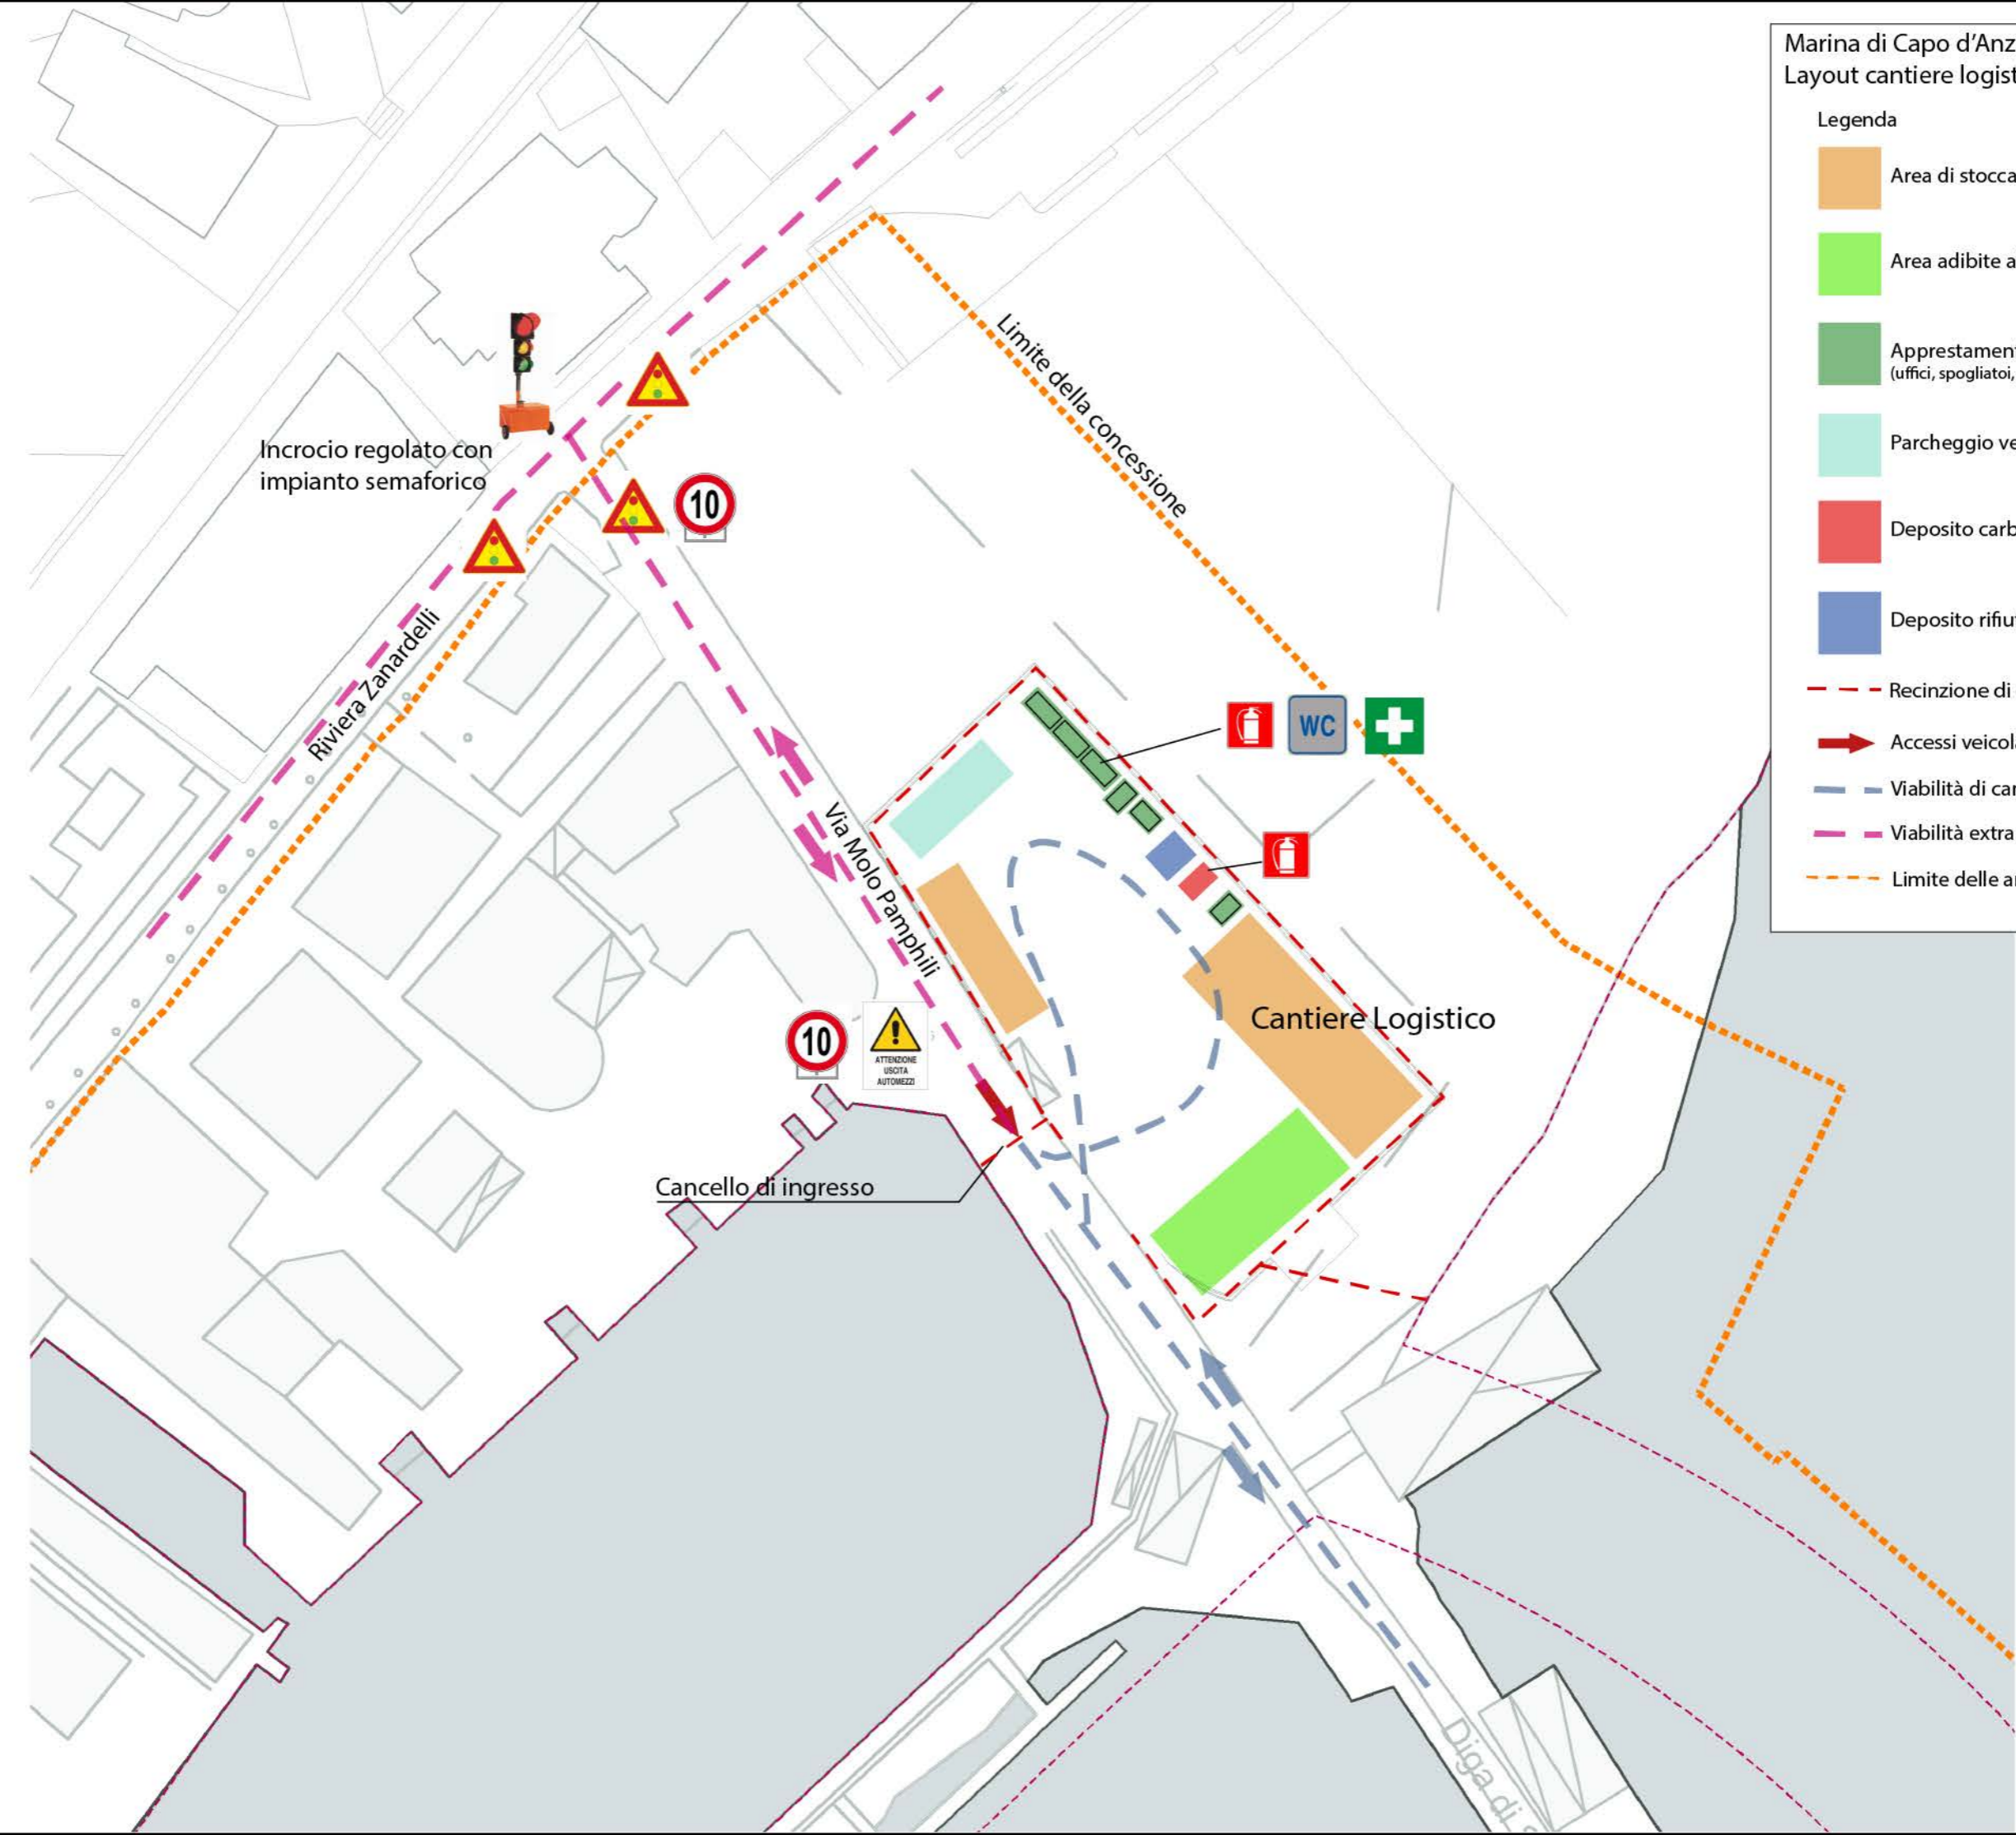 Marina di Capo d'Anz
Layout cantiere logist
Legenda
Area di stocca
Area adibite a
Apprestamen
(uffici, spogliatoi,
Parcheggio ve
Deposito carb
Deposito rifiu
Recinzione di
Accessi veicol
Viabilità di can
Viabilità extra
Limite delle a
Limite della concessione
Incrocio regolato con
impianto semaforico
10
Riviera Zanardelli
WC
Via Molo Pamphili
Cantiere Logistico
10
ATTENZIONE
USCITA
AUTOMEZZI
Cancello di ingresso
Diga di